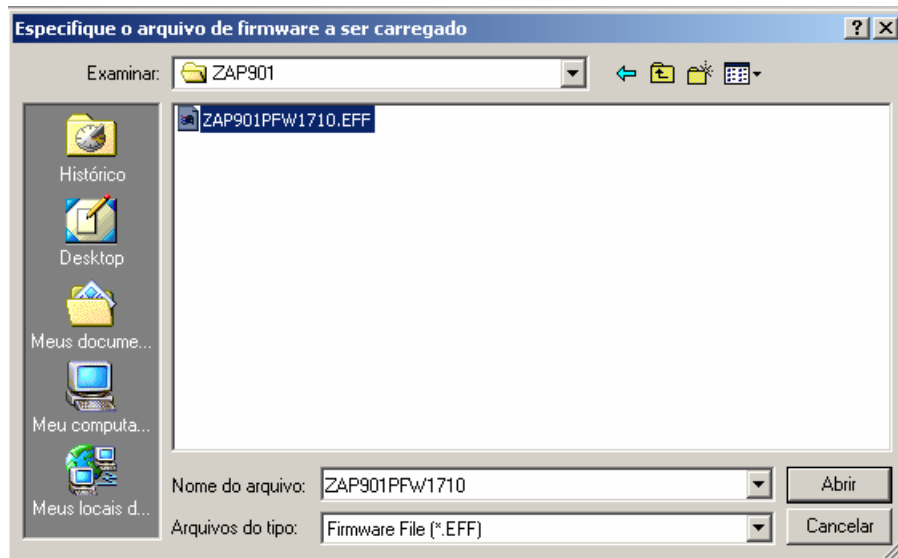 Especifique o arquivo de firmware a ser carregado
Examinar: ZAP901
ZAP901PFW1710.EFF
Histórico
Desktop
Meus docume...
Meu computa...
Meus locais d...
Nome do arquivo: ZAP901PFW1710 Abrir
Arquivos do tipo: Firmware File (*.EFF) Cancelar